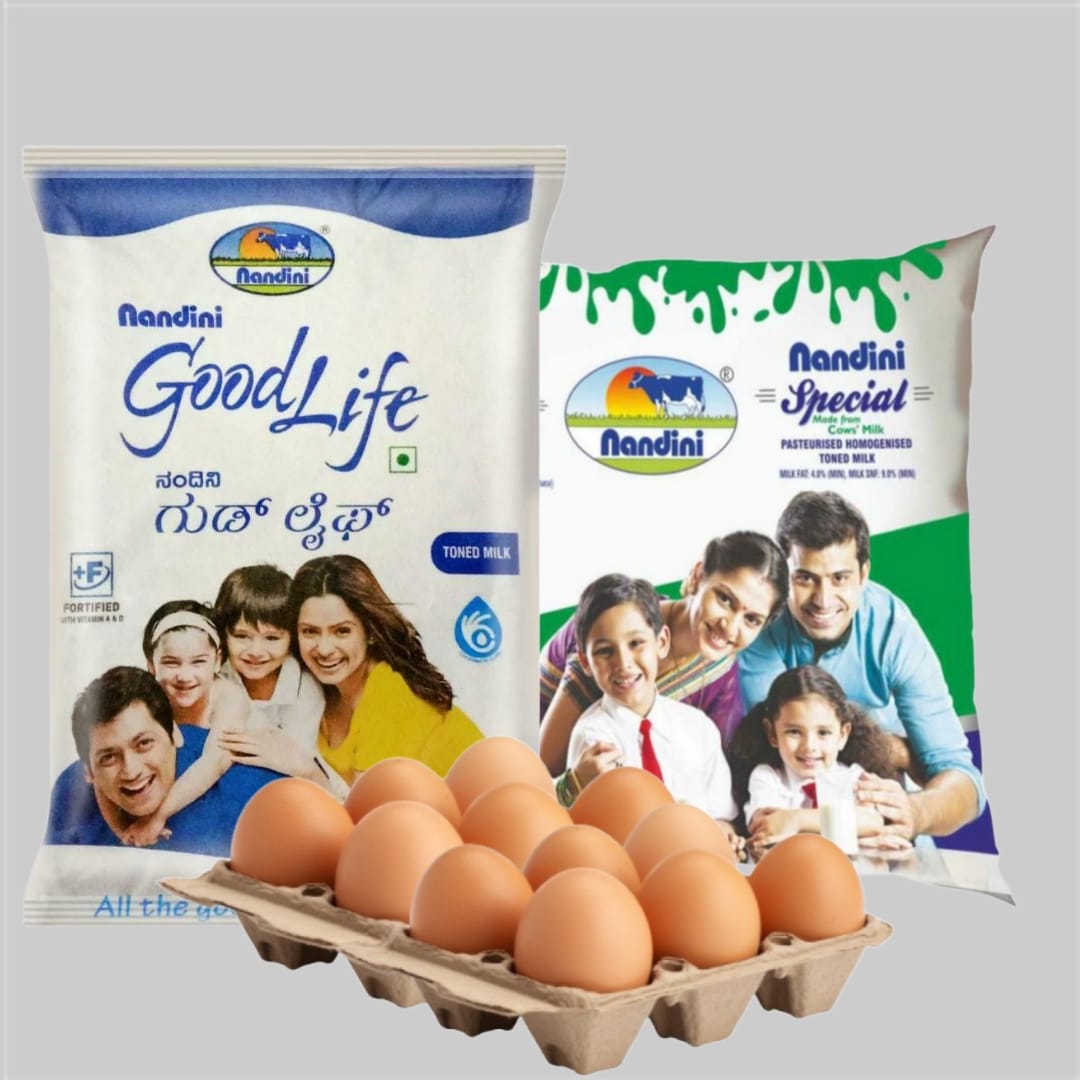 Nandini
®
Nandini
GoodLife
ನಂದಿನಿ
ಗುಡ್ ಲೈಫ್
TONED MILK
+F
FORTIFIED
WITH VITAMIN A & D
All the go
Nandini
®
Nandini
Special
Made from
Cows' Milk
PASTEURISED HOMOGENISED
TONED MILK
MILK FAT: 4.0% (MIN), MILK SNF: 9.0% (MIN)